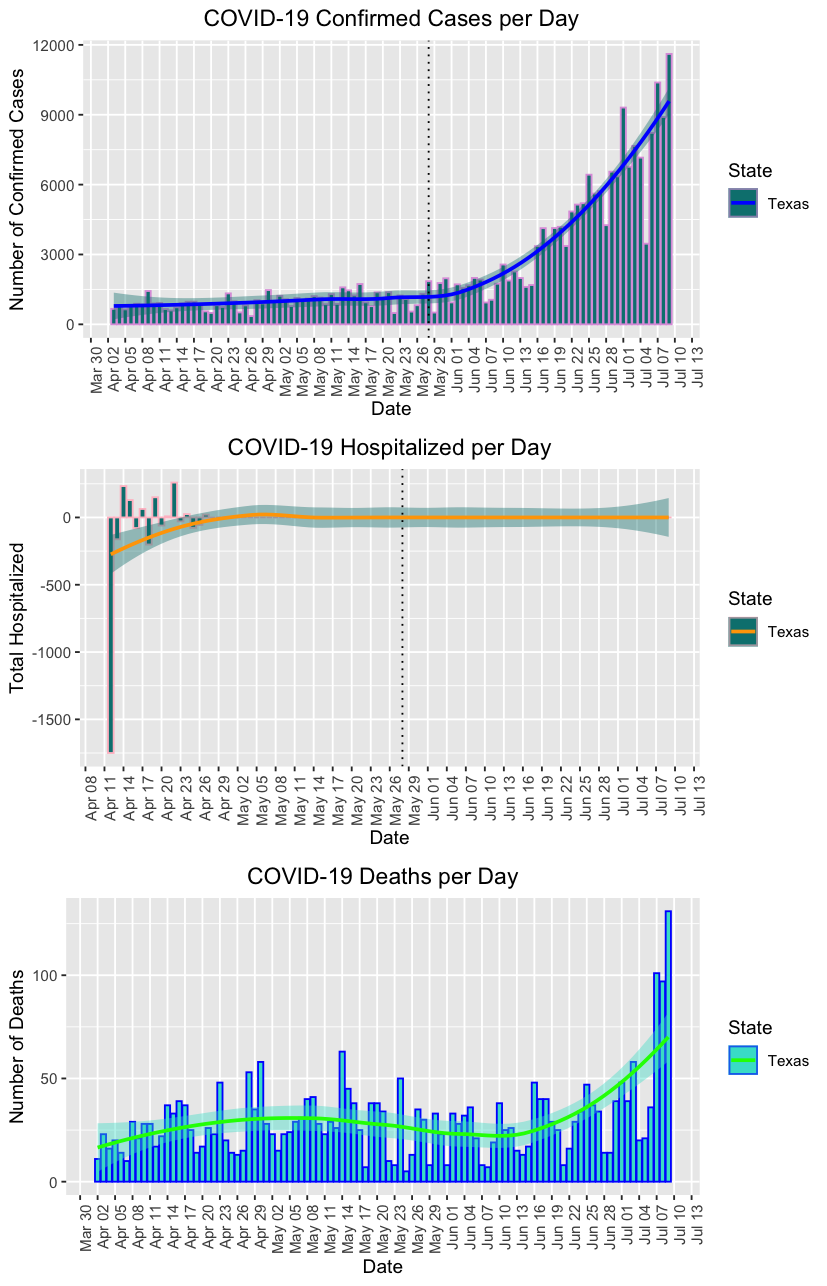 COVID-19 Confirmed Cases per Day
Number of Confirmed Cases
12000
9000
6000
3000
0
Mar 30
Apr 02
Apr 05
Apr 08
Apr 11
Apr 14
Apr 17
Apr 20
Apr 23
Apr 26
Apr 29
May 02
May 05
May 08
May 11
May 14
May 17
May 20
May 23
May 26
May 29
Jun 01
Jun 04
Jun 07
Jun 10
Jun 13
Jun 16
Jun 19
Jun 22
Jun 25
Jun 28
Jul 01
Jul 04
Jul 07
Jul 10
Jul 13
Date
State
Texas
COVID-19 Hospitalized per Day
Total Hospitalized
0
-500
-1000
-1500
Apr 08
Apr 11
Apr 14
Apr 17
Apr 20
Apr 23
Apr 26
Apr 29
May 02
May 05
May 08
May 11
May 14
May 17
May 20
May 23
May 26
May 29
Jun 01
Jun 04
Jun 07
Jun 10
Jun 13
Jun 16
Jun 19
Jun 22
Jun 25
Jun 28
Jul 01
Jul 04
Jul 07
Jul 10
Jul 13
Date
State
Texas
COVID-19 Deaths per Day
Number of Deaths
100
50
0
Mar 30
Apr 02
Apr 05
Apr 08
Apr 11
Apr 14
Apr 17
Apr 20
Apr 23
Apr 26
Apr 29
May 02
May 05
May 08
May 11
May 14
May 17
May 20
May 23
May 26
May 29
Jun 01
Jun 04
Jun 07
Jun 10
Jun 13
Jun 16
Jun 19
Jun 22
Jun 25
Jun 28
Jul 01
Jul 04
Jul 07
Jul 10
Jul 13
Date
State
Texas